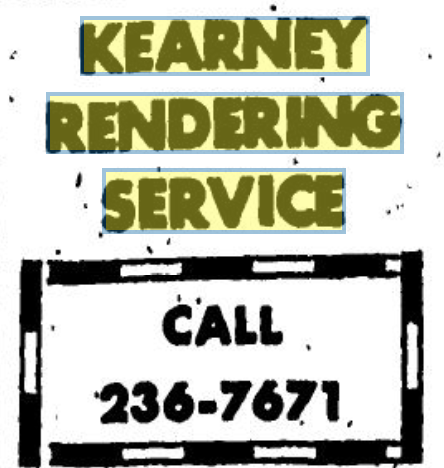 KEARNEY
RENDERING
SERVICE
CALL
236-7671